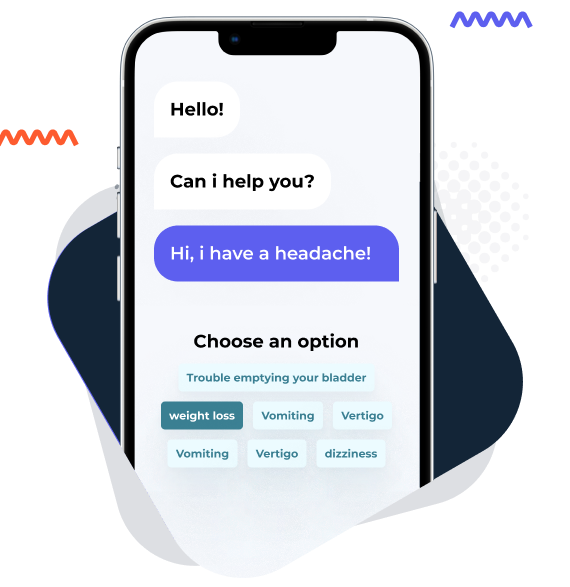 Hello!
Can i help you?
Hi, i have a headache!
Choose an option
Trouble emptying your bladder
weight loss Vomiting Vertigo
Vomiting Vertigo dizziness